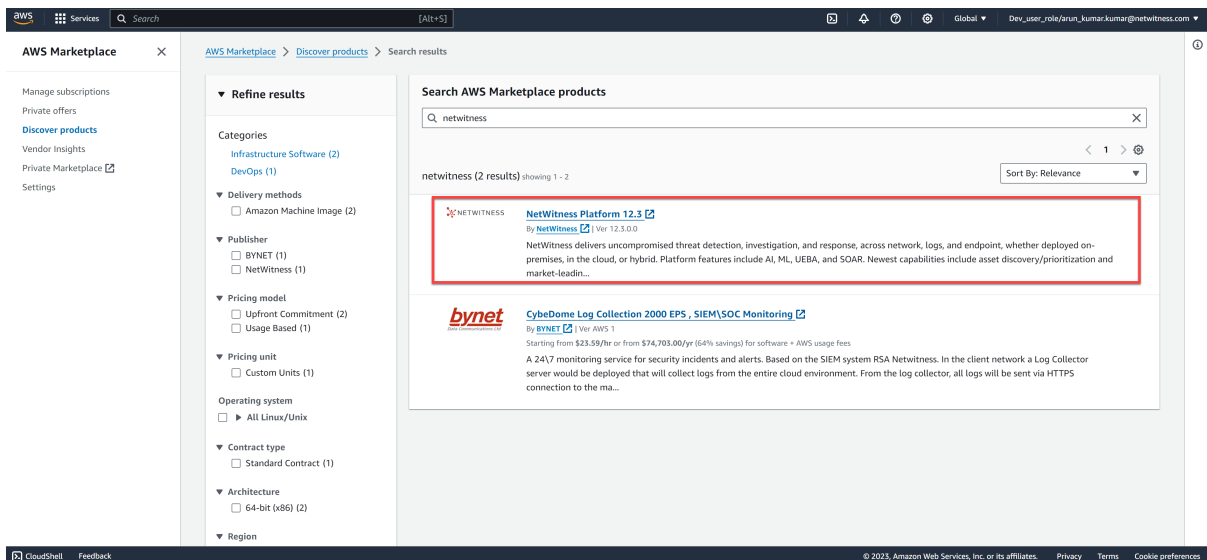 aws
Services
Search
[Alt+S]
Global
Dev_user_role/arun_kumar.kumar@netwitness.com
AWS Marketplace
Manage subscriptions
Private offers
Discover products
Vendor Insights
Private Marketplace
Settings
AWS Marketplace > Discover products > Search results
Refine results
Categories
Infrastructure Software (2)
DevOps (1)
Delivery methods
Amazon Machine Image (2)
Publisher
BYNET (1)
NetWitness (1)
Pricing model
Upfront Commitment (2)
Usage Based (1)
Pricing unit
Custom Units (1)
Operating system
All Linux/Unix
Contract type
Standard Contract (1)
Architecture
64-bit (x86) (2)
Region
Search AWS Marketplace products
netwitness
1
netwitness (2 results) showing 1 - 2
Sort By: Relevance
NETWITNESS
NetWitness Platform 12.3
By NetWitness | Ver 12.3.0.0
NetWitness delivers uncompromised threat detection, investigation, and response, across network, logs, and endpoint, whether deployed on-
premises, in the cloud, or hybrid. Platform features include AI, ML, UEBA, and SOAR. Newest capabilities include asset discovery/prioritization and
market-leadin...
bynet
Data Communications Ltd
CybeDome Log Collection 2000 EPS , SIEM\SOC Monitoring
By BYNET | Ver AWS 1
Starting from $23.59/hr or from $74,703.00/yr (64% savings) for software + AWS usage fees
A 24\7 monitoring service for security incidents and alerts. Based on the SIEM system RSA Netwitness. In the client network a Log Collector
server would be deployed that will collect logs from the entire cloud environment. From the log collector, all logs will be sent via HTTPS
connection to the ma...
CloudShell
Feedback
© 2023, Amazon Web Services, Inc. or its affiliates.
Privacy
Terms
Cookie preferences